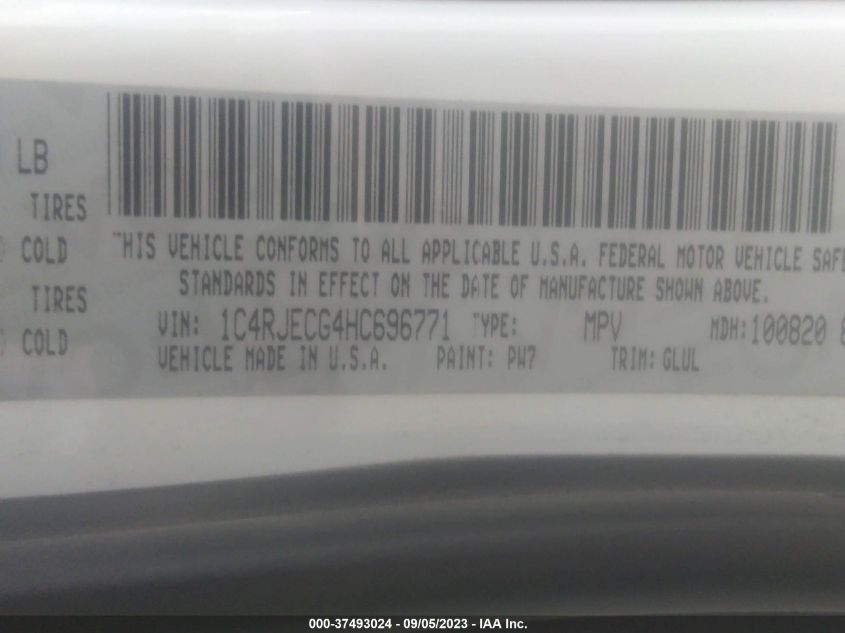 LB
TIRES
COLD
TIRES
COLD
THIS VEHICLE CONFORMS TO ALL APPLICABLE U.S.A. FEDERAL MOTOR VEHICLE SAFE
STANDARDS IN EFFECT ON THE DATE OF MANUFACTURE SHOWN ABOVE.
VIN: 1C4RJECG4HC696771 TYPE: MPV MDH:100820
VEHICLE MADE IN U.S.A. PAINT: PW7 TRIM: GLUL
000-37493024 - 09/05/2023 - IAA Inc.